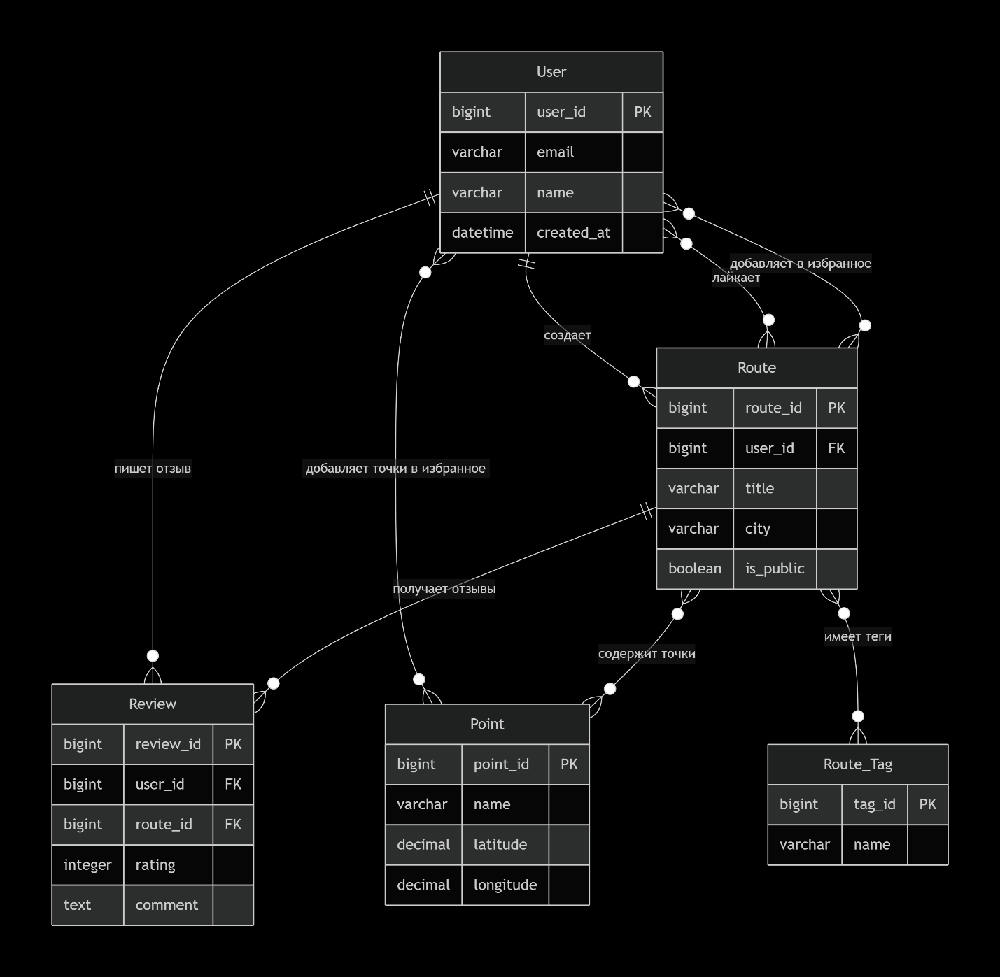 User
bigint user_id PK
varchar email
varchar name
datetime created_at
добавляет в избранное
лайкает
создает
Route
bigint route_id PK
bigint user_id FK
varchar title
varchar city
boolean is_public
пишет отзыв
добавляет точки в избранное
получает отзывы
содержит точки
имеет теги
Review
bigint review_id PK
bigint user_id FK
bigint route_id FK
integer rating
text comment
Point
bigint point_id PK
varchar name
decimal latitude
decimal longitude
Route_Tag
bigint tag_id PK
varchar name